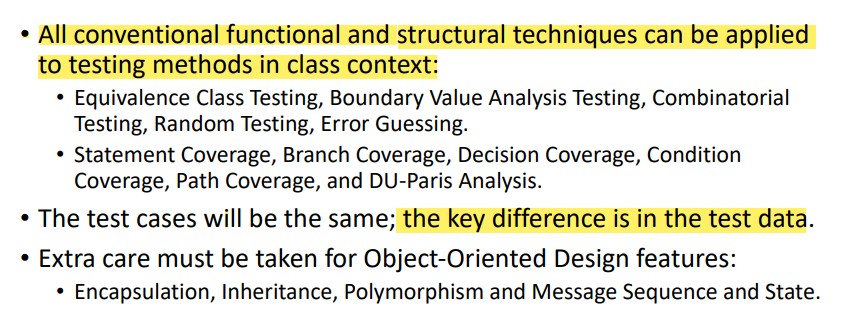 • All conventional functional and structural techniques can be applied
to testing methods in class context:
• Equivalence Class Testing, Boundary Value Analysis Testing, Combinatorial
Testing, Random Testing, Error Guessing.
• Statement Coverage, Branch Coverage, Decision Coverage, Condition
Coverage, Path Coverage, and DU-Paris Analysis.
• The test cases will be the same; the key difference is in the test data.
• Extra care must be taken for Object-Oriented Design features:
• Encapsulation, Inheritance, Polymorphism and Message Sequence and State.